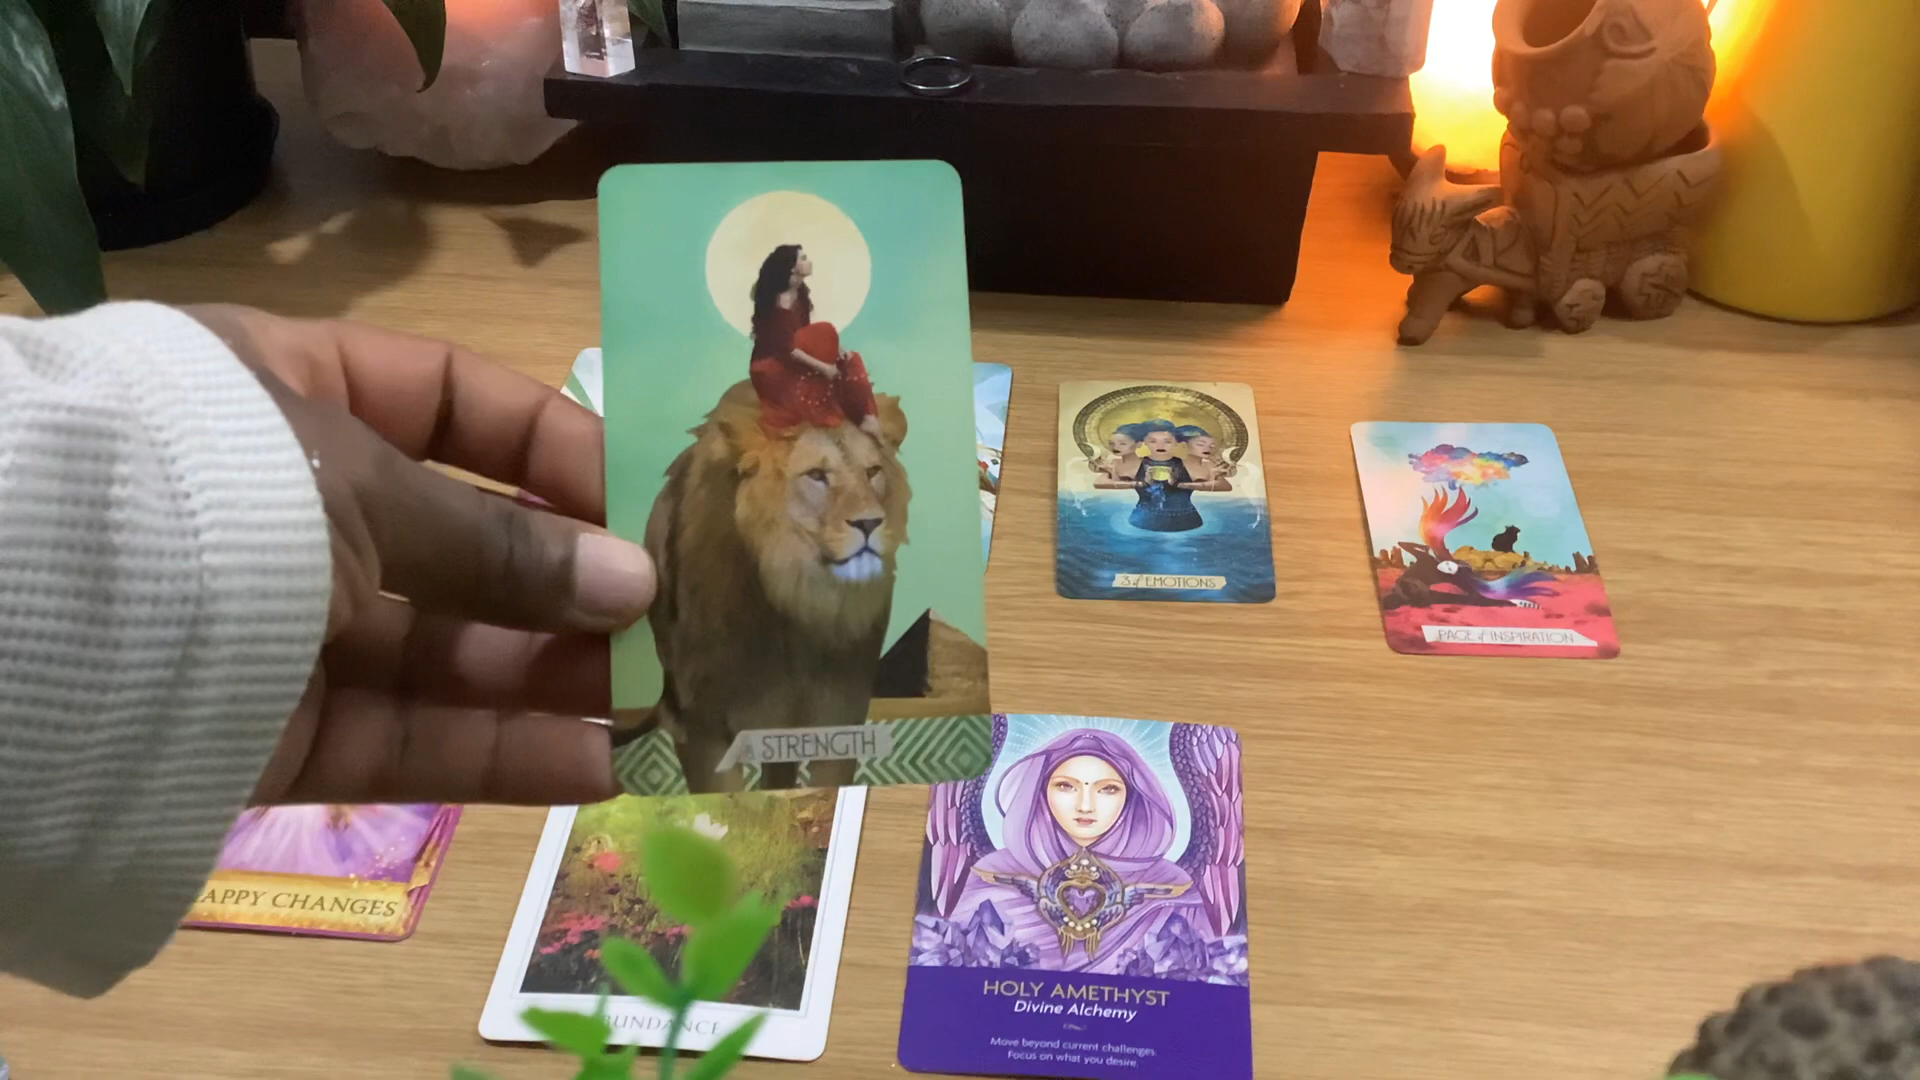 STRENGTH
3 of EMOTIONS
PAGE of INSPIRATION
APPY CHANGES
BUNDANCE
HOLY AMETHYST
Divine Alchemy
Move beyond current challenges.
Focus on what you desire.